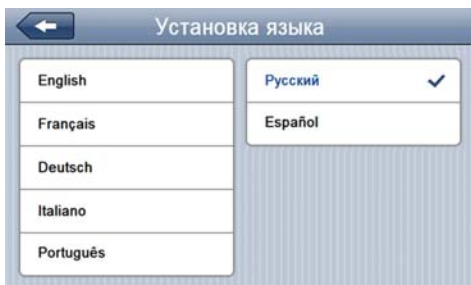 Установка языка
English
Français
Deutsch
Italiano
Português
Русский
Español